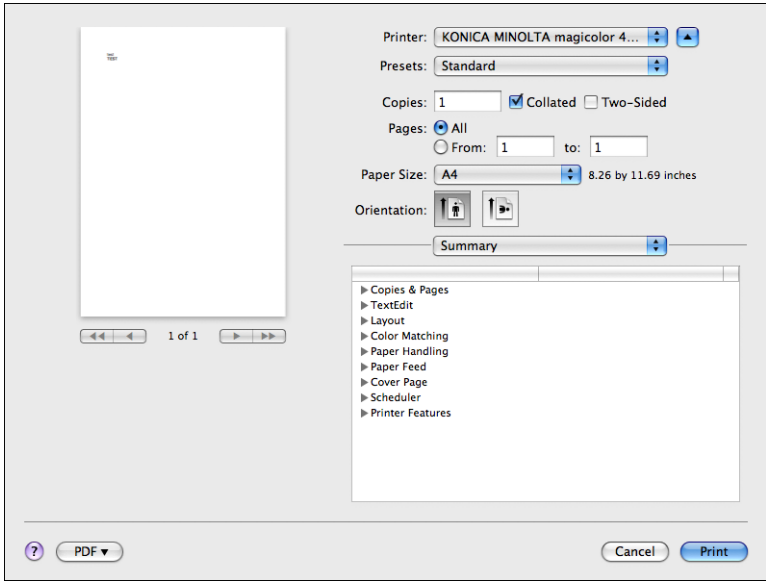 Printer: KONICA MINOLTA magicolor 4...
Presets: Standard
Copies: 1 Collated Two-Sided
Pages: All
From: 1 to: 1
Paper Size: A4 8.26 by 11.69 inches
Orientation:
Summary
Copies & Pages
TextEdit
Layout
Color Matching
Paper Handling
Paper Feed
Cover Page
Scheduler
Printer Features
1 of 1
? PDF Cancel Print